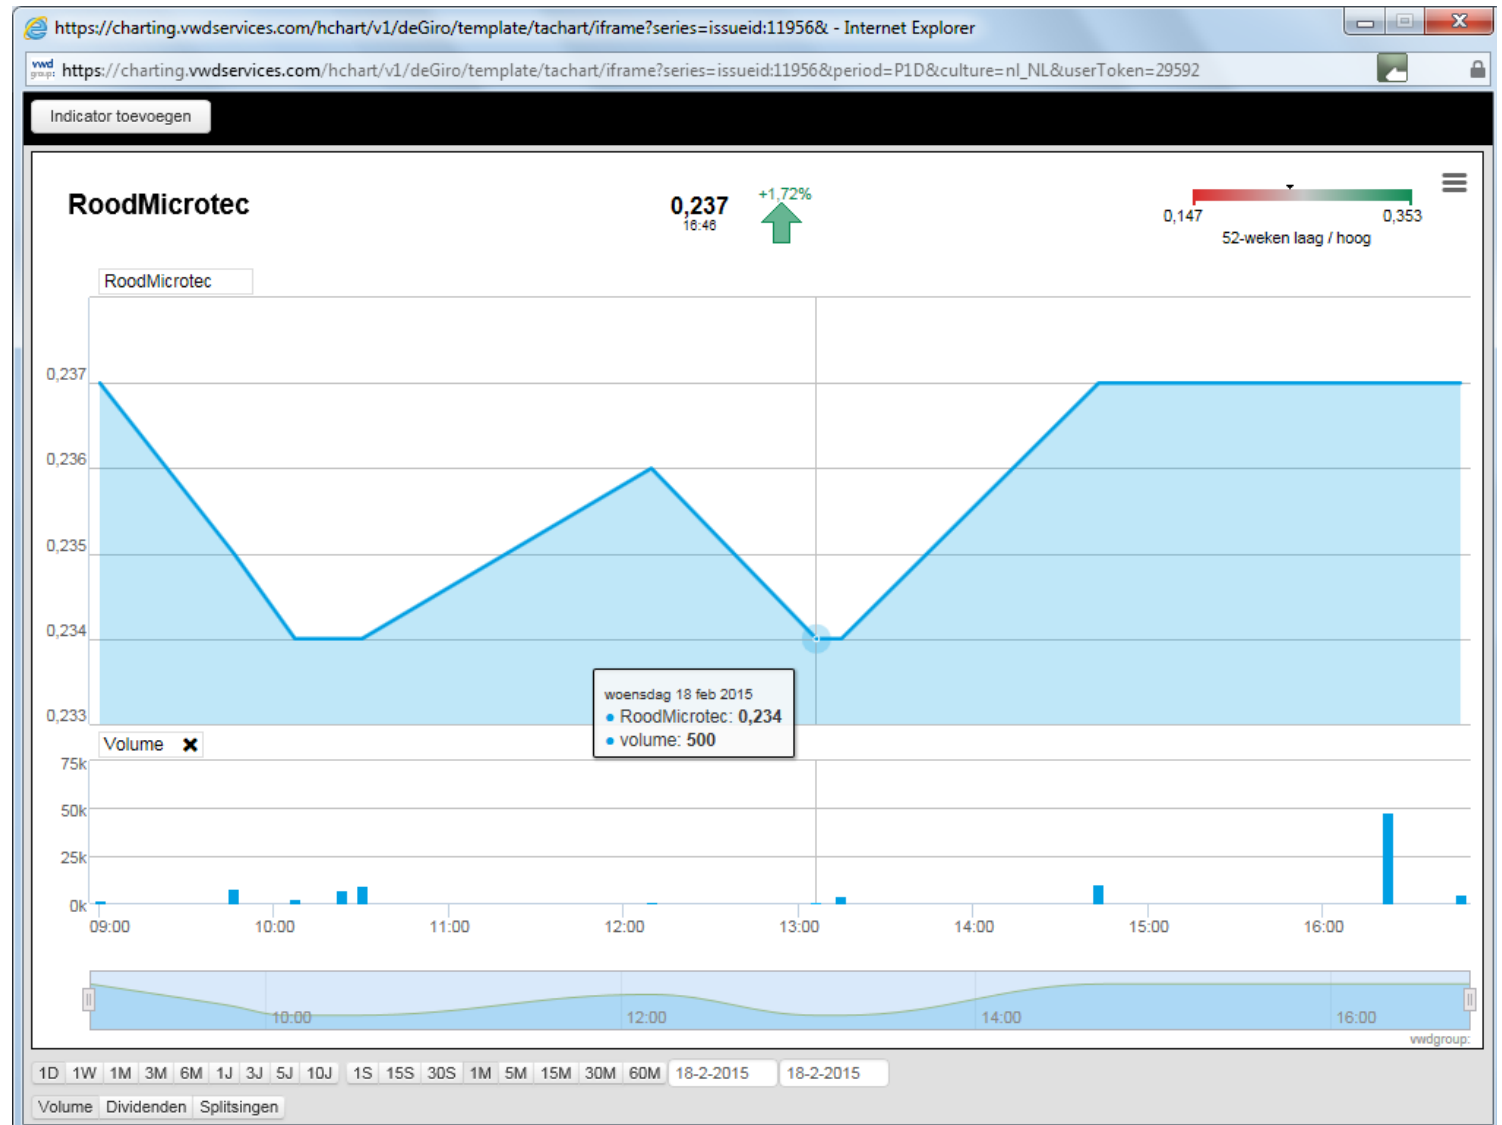 https://charting.vwdservices.com/hchart/v1/deGiro/template/tachart/iframe?series=issueid:11956& - Internet Explorer
vwd group: https://charting.vwdservices.com/hchart/v1/deGiro/template/tachart/iframe?series=issueid:11956&period=P1D&culture=nl_NL&userToken=29592
Indicator toevoegen
RoodMicrotec
0,237
16:46
+1,72%
0,147 0,353
52-weken laag / hoog
RoodMicrotec
0,237
0,236
0,235
0,234
0,233
woensdag 18 feb 2015
• RoodMicrotec: 0,234
• volume: 500
Volume
75k
50k
25k
0k
09:00 10:00 11:00 12:00 13:00 14:00 15:00 16:00
10:00 12:00 14:00 16:00
vwdgroup:
1D 1W 1M 3M 6M 1J 3J 5J 10J 1S 15S 30S 1M 5M 15M 30M 60M 18-2-2015 18-2-2015
Volume Dividenden Splitsingen